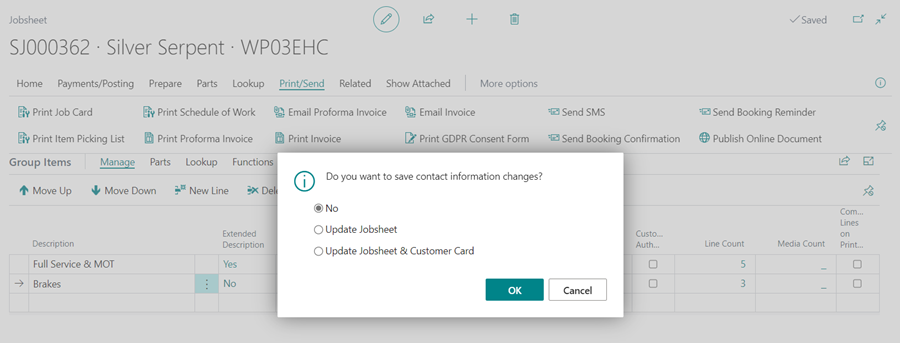 Jobsheet
Saved
SJ000362 · Silver Serpent · WP03EHC
Home Payments/Posting Prepare Parts Lookup Print/Send Related Show Attached More options
Print Job Card Print Schedule of Work Email Proforma Invoice Email Invoice Send SMS Send Booking Reminder
Print Item Picking List Print Proforma Invoice Print Invoice Print GDPR Consent Form Send Booking Confirmation Publish Online Document
Group Items Manage Parts Lookup Functions
Move Up Move Down New Line Dele
Do you want to save contact information changes?
No
Update Jobsheet
Update Jobsheet & Customer Card
OK Cancel
Description
Extended
Description
Custo...
Auth...
Line Count
Media Count
Com...
Lines
on
Print...
Full Service & MOT Yes 5 _
Brakes No 3 _